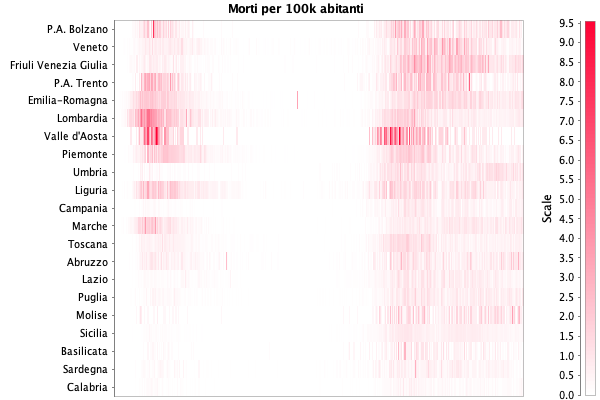 Morti per 100k abitanti
P.A. Bolzano
Veneto
Friuli Venezia Giulia
P.A. Trento
Emilia-Romagna
Lombardia
Valle d'Aosta
Piemonte
Umbria
Liguria
Campania
Marche
Toscana
Abruzzo
Lazio
Puglia
Molise
Sicilia
Basilicata
Sardegna
Calabria
Scale
9.5
9.0
8.5
8.0
7.5
7.0
6.5
6.0
5.5
5.0
4.5
4.0
3.5
3.0
2.5
2.0
1.5
1.0
0.5
0.0